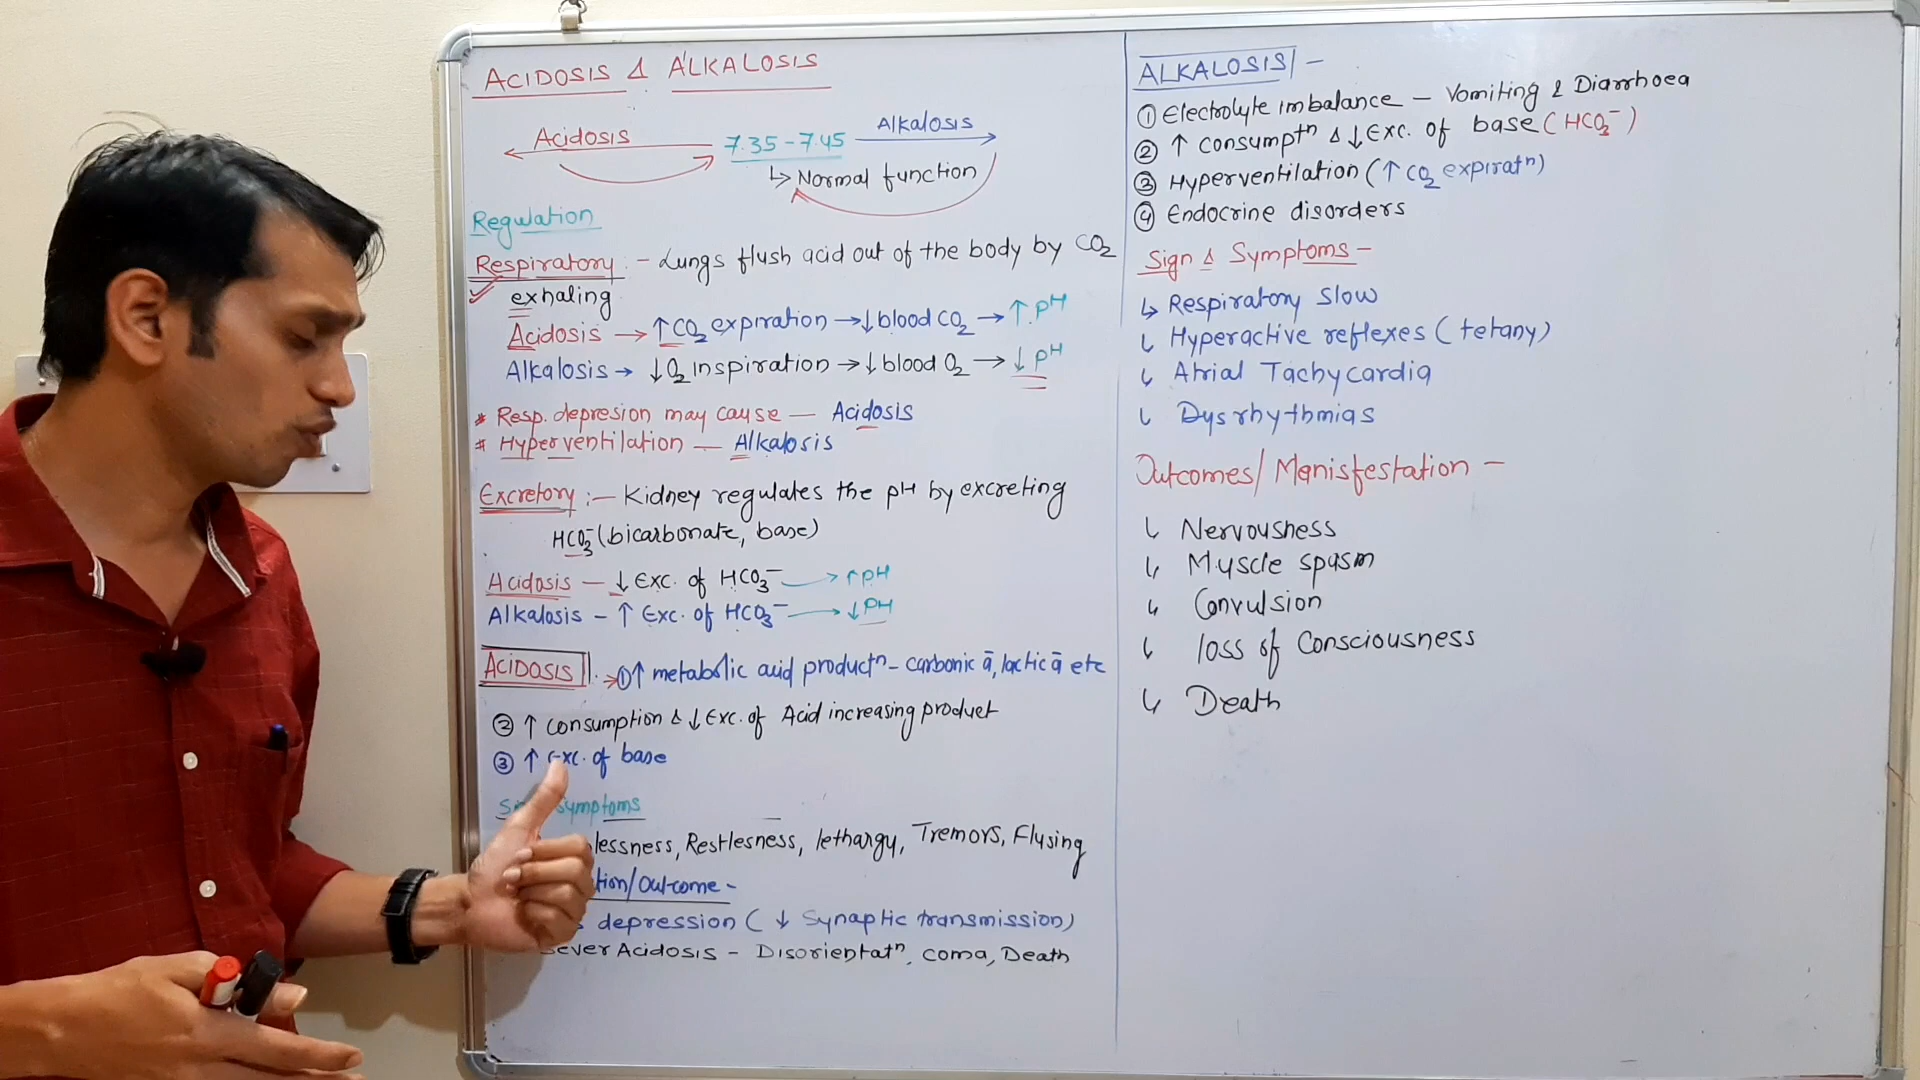 ACIDOSIS & ALKALOSIS
Acidosis 7.35-7.45 Alkalosis
↳ Normal function
Regulation
Respiratory :- Lungs flush acid out of the body by CO₂
exhaling
Acidosis → ↑CO₂ expiration → ↓ blood CO₂ → ↑ pH
Alkalosis → ↓O₂ inspiration → ↓ blood O₂ → ↓ pH
* Resp. depresion may cause — Acidosis
* Hyperventilation — Alkalosis
Excretory :— Kidney regulates the pH by excreting
HCO₃⁻ (bicarbonate, base)
Acidosis — ↓ Exc. of HCO₃⁻ → ↑ pH
Alkalosis - ↑ Exc. of HCO₃⁻ → ↓ PH
ACIDOSIS → ① ↑ metabolic acid productⁿ - carbonic ā, lactic ā etc
② ↑ consumption & ↓ Exc. of Acid increasing product
③ ↑ Exc. of base
Symptoms
lessness, Restlesness, lethargy, Tremors, Flysing
/Outcome -
depression ( ↓ Synaptic transmission)
Sever Acidosis - Disorientatⁿ, coma, Death
ALKALOSIS -
① Electrolyte imbalance — Vomiting & Diarrhoea
② ↑ consumptⁿ & ↓ Exc. of base (HCO₃⁻)
③ Hyperventilation (↑ CO₂ expiratⁿ)
④ Endocrine disorders
Sign & Symptoms -
↳ Respiratory slow
↳ Hyperactive reflexes (tetany)
↳ Atrial Tachycardia
↳ Dysrhythmias
Outcomes/Manisfestation -
↳ Nervousness
↳ Muscle spasm
↳ Convulsion
↳ loss of Consciousness
↳ Death